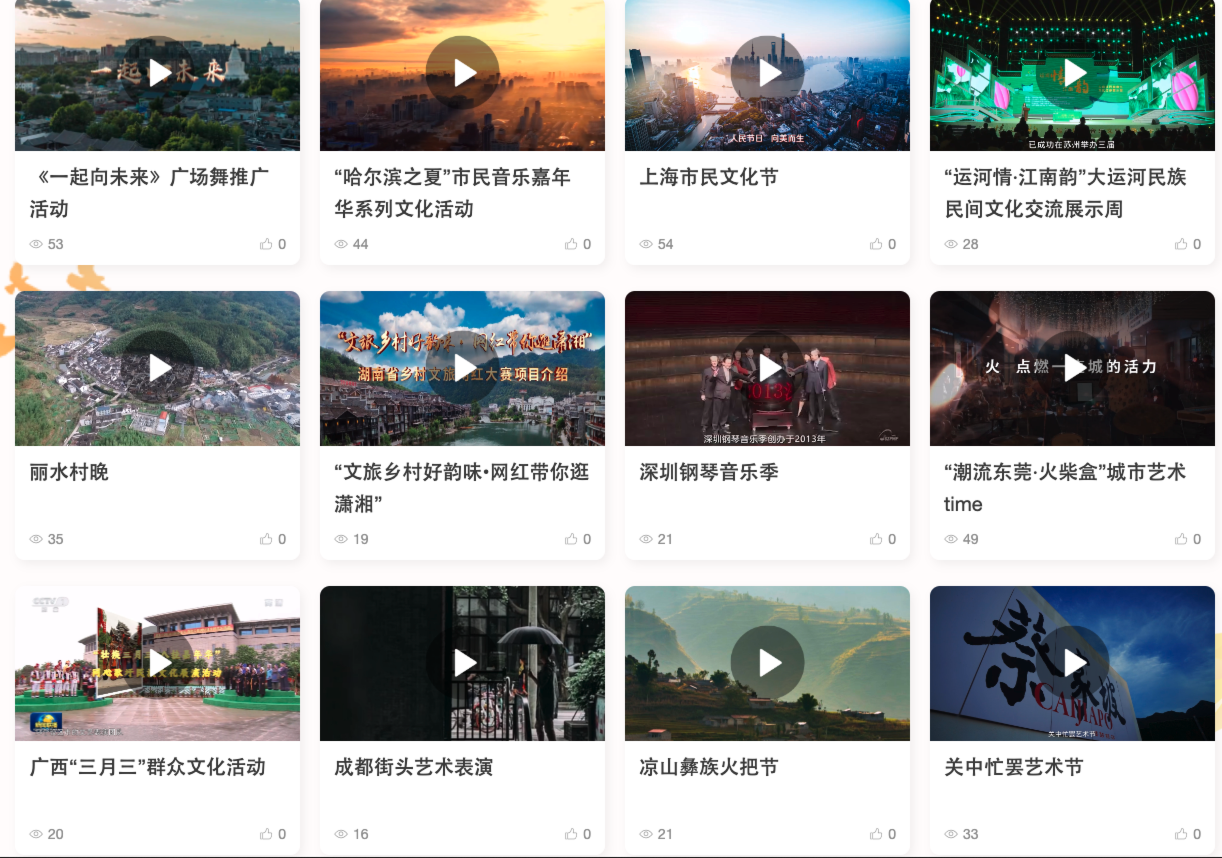 一起 未来
人民节日 向美而生
已成功在苏州举办三届
《一起向未来》广场舞推广
活动
“哈尔滨之夏”市民音乐嘉年
华系列文化活动
上海市民文化节
“运河情·江南韵”大运河民族
民间文化交流展示周
53
0
44
0
54
0
28
0
“文旅乡村好韵味·网红带你逛潇湘”
湖南省乡村文旅网红大赛项目介绍
深圳钢琴音乐季创办于2013年
火 点燃一 城的活力
丽水村晚
“文旅乡村好韵味•网红带你逛
潇湘”
深圳钢琴音乐季
“潮流东莞·火柴盒”城市艺术
time
35
0
19
0
21
0
49
0
CCTV
蔡家坡
CAIJIAPO
关中忙罢艺术节
广西“三月三”群众文化活动
成都街头艺术表演
凉山彝族火把节
关中忙罢艺术节
20
0
16
0
21
0
33
0